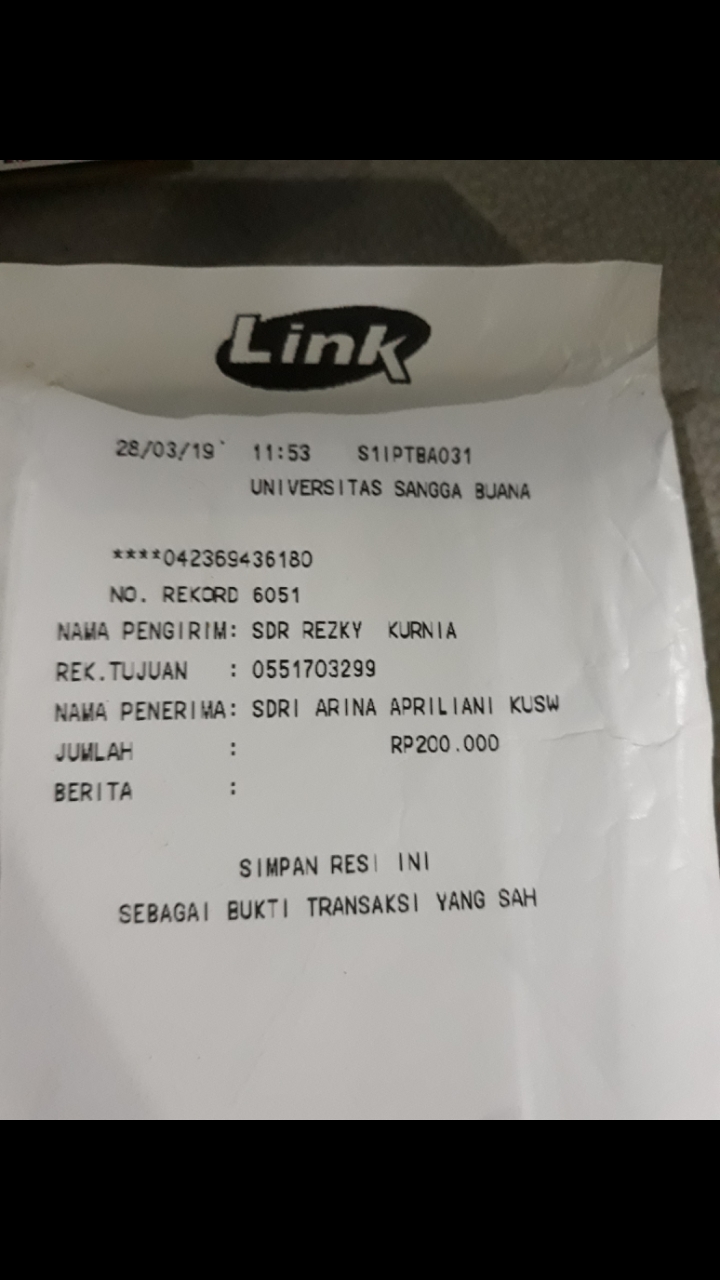 Link
28/03/19 11:53 S1IPTBA031
UNIVERSITAS SANGGA BUANA
****042369436180
NO. REKORD 6051
NAMA PENGIRIM: SDR REZKY KURNIA
REK.TUJUAN : 0551703299
NAMA PENERIMA: SDRI ARINA APRILIANI KUSW
JUMLAH : RP200.000
BERITA :
SIMPAN RESI INI
SEBAGAI BUKTI TRANSAKSI YANG SAH